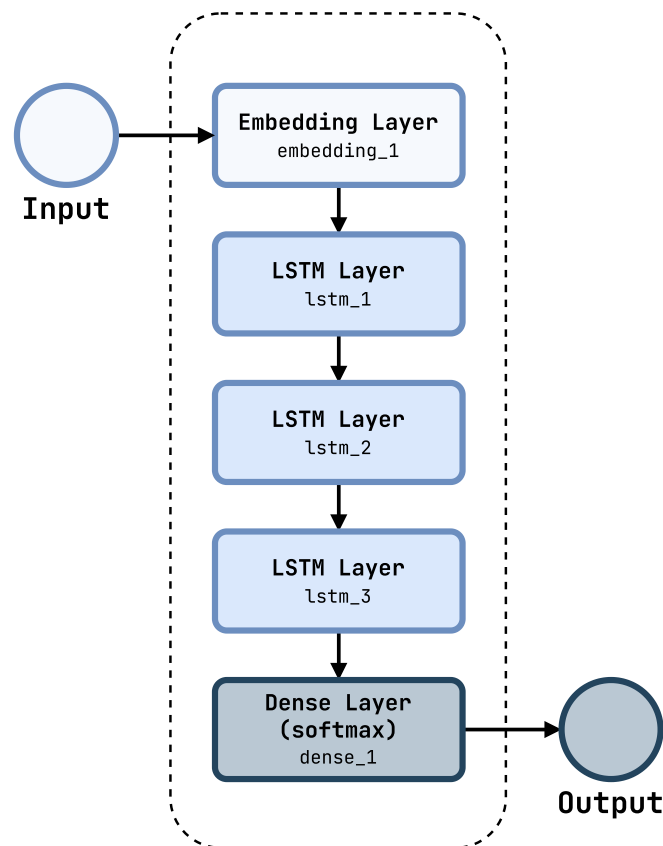 Embedding Layer
embedding_1
Input
LSTM Layer
lstm_1
LSTM Layer
lstm_2
LSTM Layer
lstm_3
Dense Layer
(softmax)
dense_1
Output